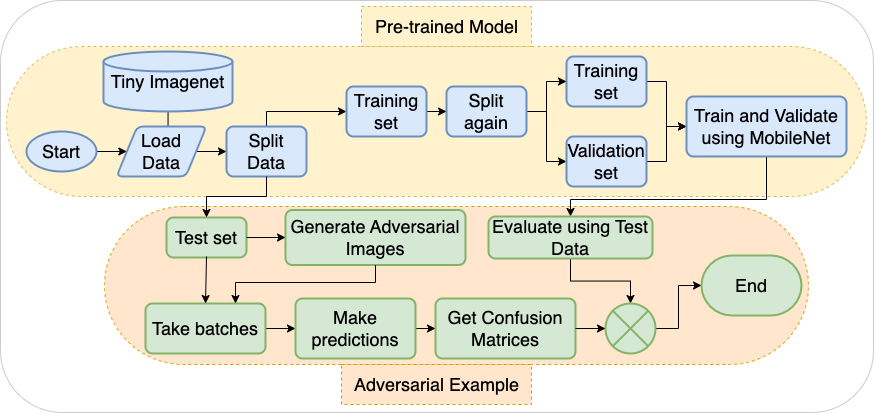 Pre-trained Model
Tiny Imagenet
Start
Load
Data
Split
Data
Training
set
Split
again
Training
set
Validation
set
Train and Validate
using MobileNet
Test set
Generate Adversarial
Images
Evaluate using Test
Data
End
Take batches
Make
predictions
Get Confusion
Matrices
Adversarial Example